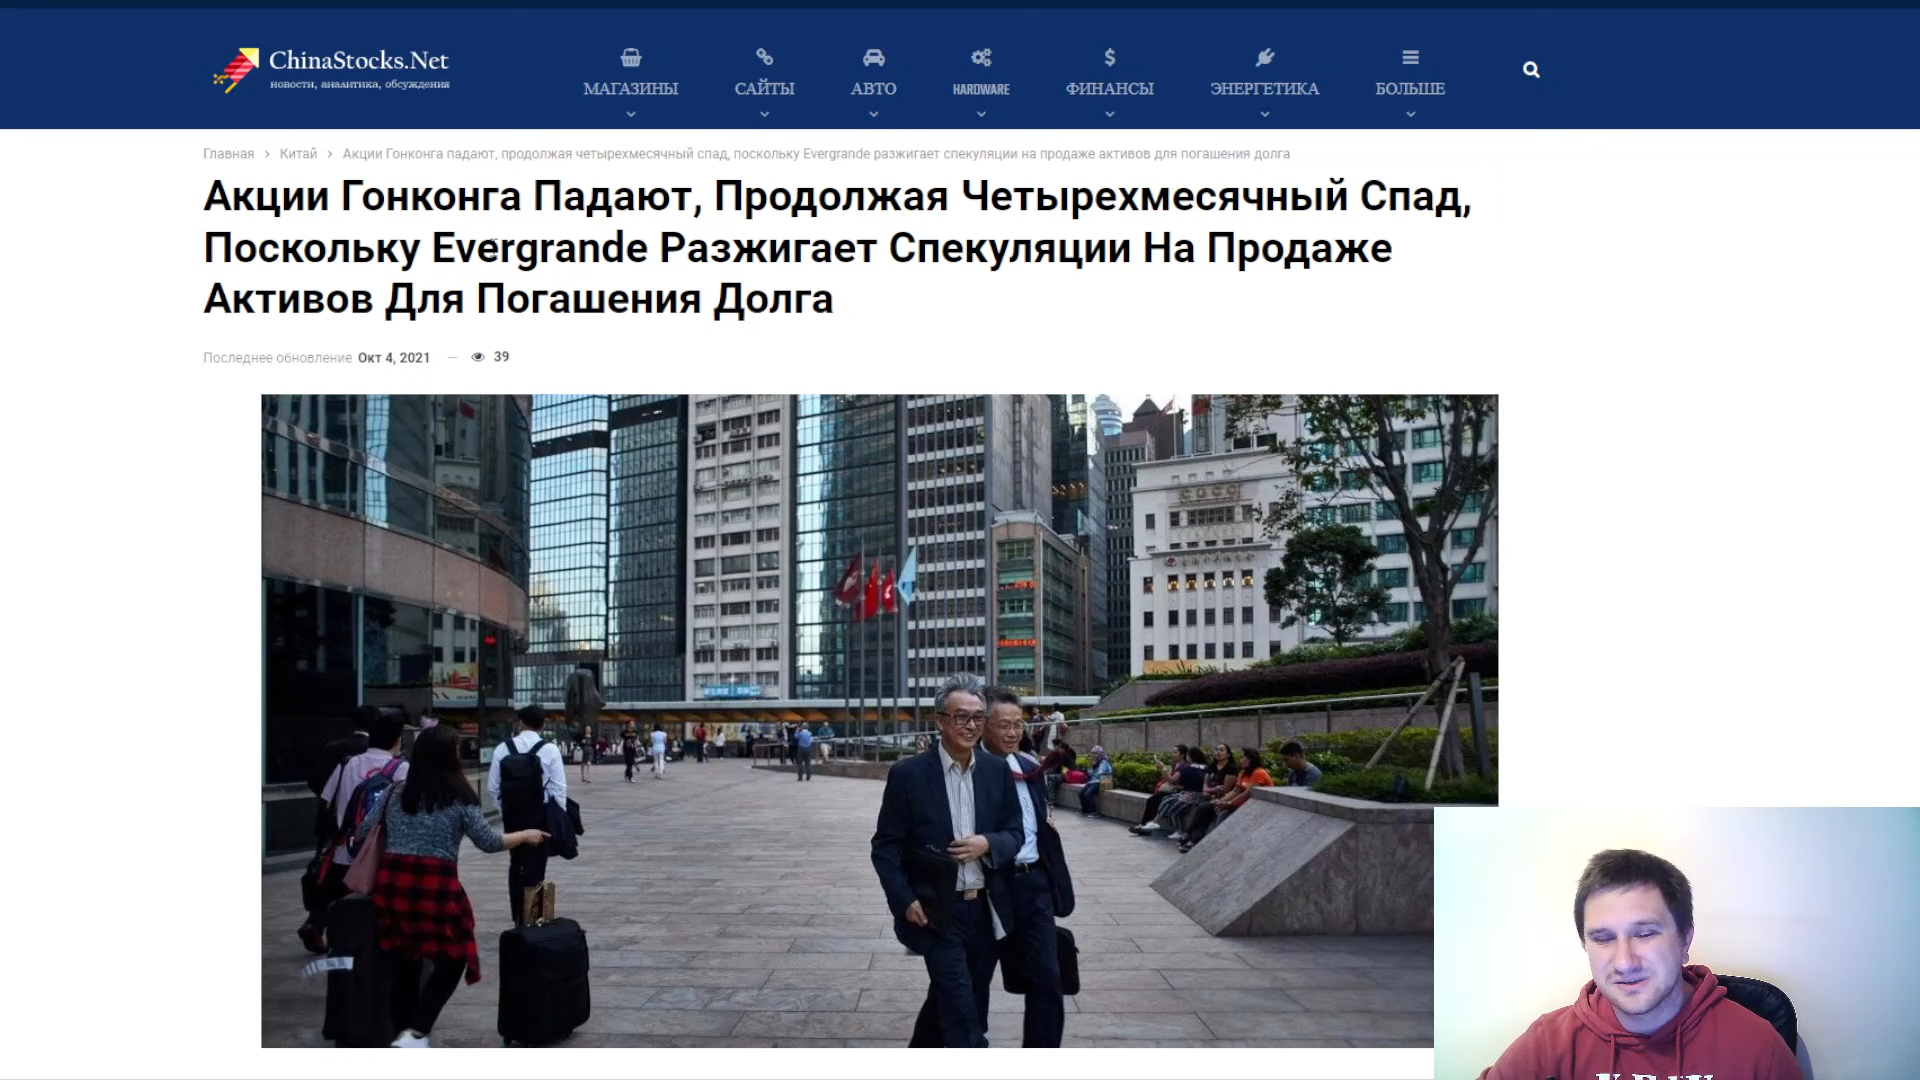 ChinaStocks.Net
новости, аналитика, обсуждения
МАГАЗИНЫ
САЙТЫ
АВТО
HARDWARE
ФИНАНСЫ
ЭНЕРГЕТИКА
БОЛЬШЕ
Главная > Китай > Акции Гонконга падают, продолжая четырехмесячный спад, поскольку Evergrande разжигает спекуляции на продаже активов для погашения долга
Акции Гонконга Падают, Продолжая Четырехмесячный Спад,
Поскольку Evergrande Разжигает Спекуляции На Продаже
Активов Для Погашения Долга
Последнее обновление Окт 4, 2021 — 39